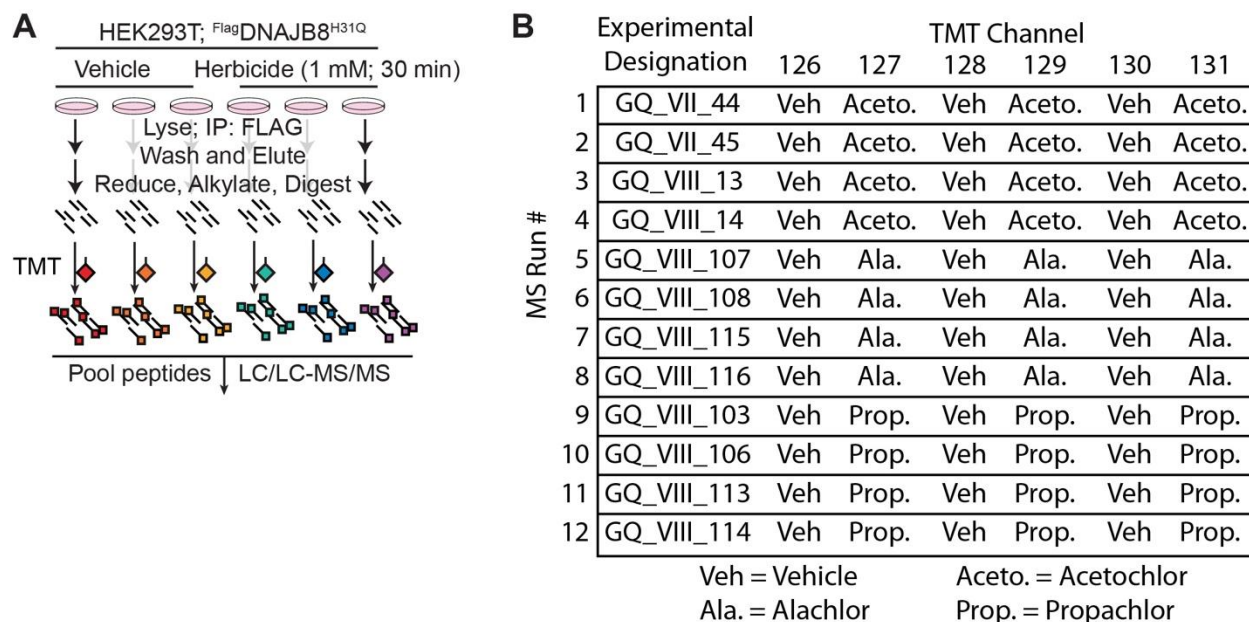 A
HEK293T; FlagDNAJB8H31Q
Vehicle Herbicide (1 mM; 30 min)
Lyse; IP: FLAG
Wash and Elute
Reduce, Alkylate, Digest
TMT
Pool peptides LC/LC-MS/MS
B
Experimental TMT Channel
Designation 126 127 128 129 130 131
MS Run #
1 GQ_VII_44 Veh Aceto. Veh Aceto. Veh Aceto.
2 GQ_VII_45 Veh Aceto. Veh Aceto. Veh Aceto.
3 GQ_VIII_13 Veh Aceto. Veh Aceto. Veh Aceto.
4 GQ_VIII_14 Veh Aceto. Veh Aceto. Veh Aceto.
5 GQ_VIII_107 Veh Ala. Veh Ala. Veh Ala.
6 GQ_VIII_108 Veh Ala. Veh Ala. Veh Ala.
7 GQ_VIII_115 Veh Ala. Veh Ala. Veh Ala.
8 GQ_VIII_116 Veh Ala. Veh Ala. Veh Ala.
9 GQ_VIII_103 Veh Prop. Veh Prop. Veh Prop.
10 GQ_VIII_106 Veh Prop. Veh Prop. Veh Prop.
11 GQ_VIII_113 Veh Prop. Veh Prop. Veh Prop.
12 GQ_VIII_114 Veh Prop. Veh Prop. Veh Prop.
Veh = Vehicle Aceto. = Acetochlor
Ala. = Alachlor Prop. = Propachlor